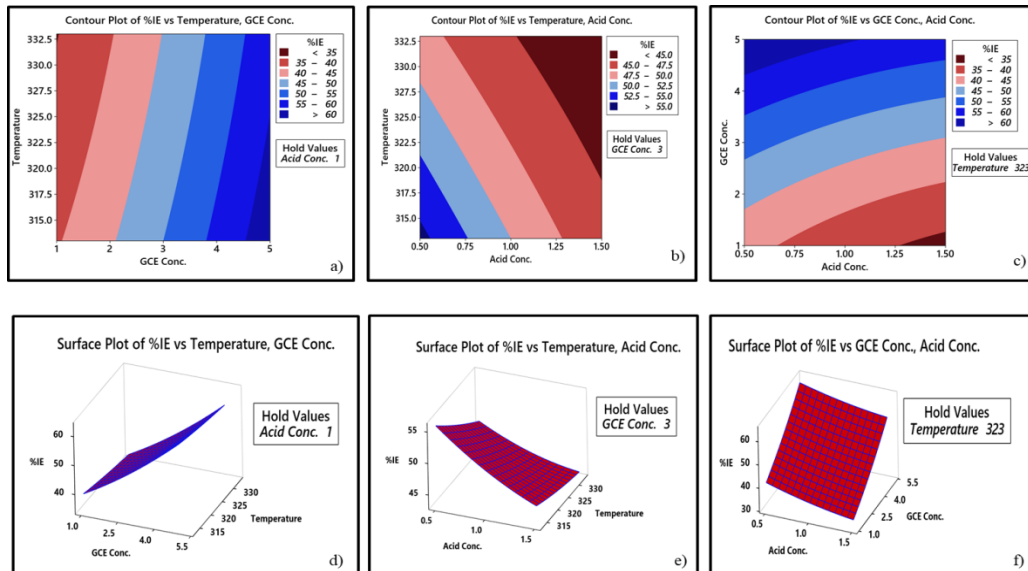 Contour Plot of %IE vs Temperature, GCE Conc.
332.5
330.0
327.5
325.0
322.5
320.0
317.5
315.0
Temperature
1 2 3 4 5
GCE Conc.
%IE
< 35
35 – 40
40 – 45
45 – 50
50 – 55
55 – 60
> 60
Hold Values
Acid Conc. 1
a)
Contour Plot of %IE vs Temperature, Acid Conc.
332.5
330.0
327.5
325.0
322.5
320.0
317.5
315.0
Temperature
0.50 0.75 1.00 1.25 1.50
Acid Conc.
%IE
< 45.0
45.0 – 47.5
47.5 – 50.0
50.0 – 52.5
52.5 – 55.0
> 55.0
Hold Values
GCE Conc. 3
b)
Contour Plot of %IE vs GCE Conc., Acid Conc.
5
4
3
2
1
GCE Conc.
0.50 0.75 1.00 1.25 1.50
Acid Conc.
%IE
< 35
35 – 40
40 – 45
45 – 50
50 – 55
55 – 60
> 60
Hold Values
Temperature 323
c)
Surface Plot of %IE vs Temperature, GCE Conc.
Hold Values
Acid Conc. 1
60
%IE
50
40
1.0
2.5
4.0
5.5
GCE Conc.
330
325
320
315
Temperature
d)
Surface Plot of %IE vs Temperature, Acid Conc.
Hold Values
GCE Conc. 3
55
%IE
50
45
0.5
1.0
1.5
Acid Conc.
330
325
320
315
Temperature
e)
Surface Plot of %IE vs GCE Conc., Acid Conc.
Hold Values
Temperature 323
60
%IE
50
40
30
0.5
1.0
1.5
Acid Conc.
5.5
4.0
2.5
1.0
GCE Conc.
f)